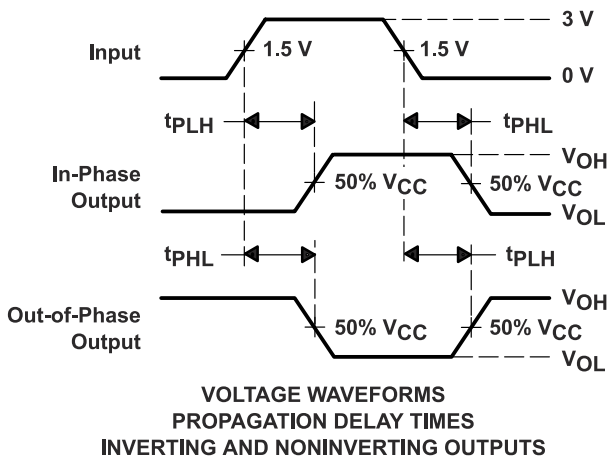 3 V
Input
1.5 V
1.5 V
0 V
tPLH
tPHL
VOH
In-Phase
Output
50% VCC
50% VCC
VOL
tPHL
tPLH
VOH
Out-of-Phase
Output
50% VCC
50% VCC
VOL
VOLTAGE WAVEFORMS
PROPAGATION DELAY TIMES
INVERTING AND NONINVERTING OUTPUTS